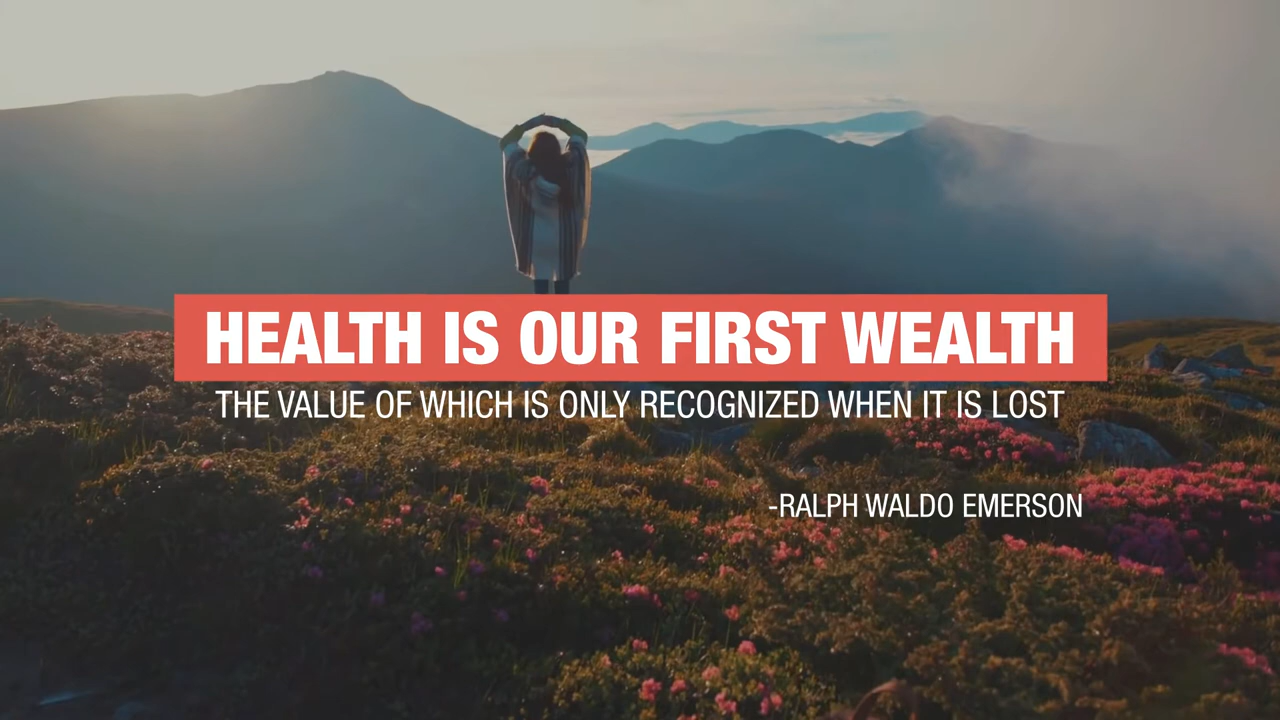 HEALTH IS OUR FIRST WEALTH
THE VALUE OF WHICH IS ONLY RECOGNIZED WHEN IT IS LOST
-RALPH WALDO EMERSON